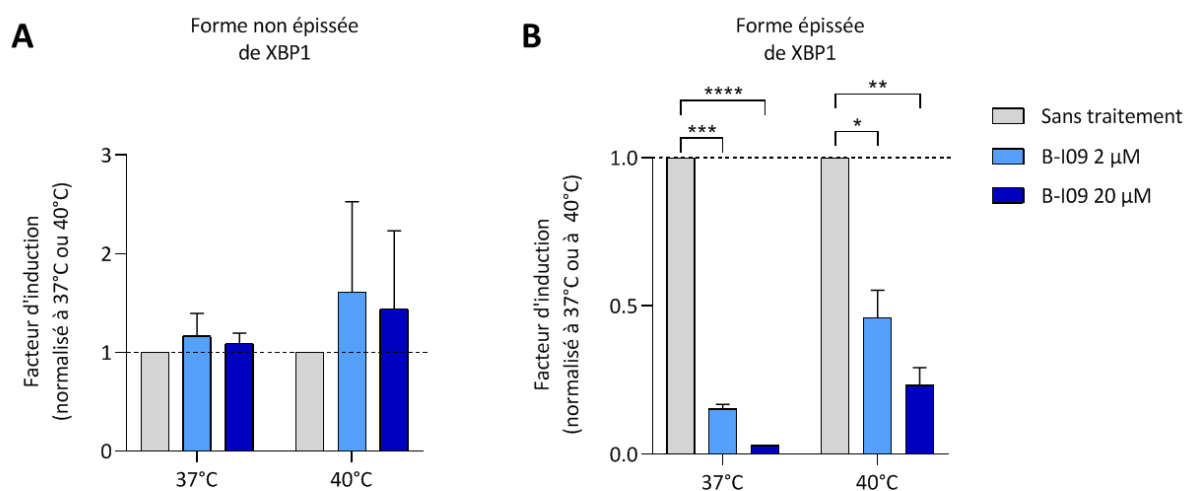 A
Forme non épissée
de XBP1
Facteur d'induction
(normalisé à 37°C ou 40°C)
3
2
1
0
37°C
40°C
B
Forme épissée
de XBP1
Facteur d'induction
(normalisé à 37°C ou à 40°C)
1.0
0.5
0.0
****
***
**
*
37°C
40°C
Sans traitement
B-I09 2 µM
B-I09 20 µM